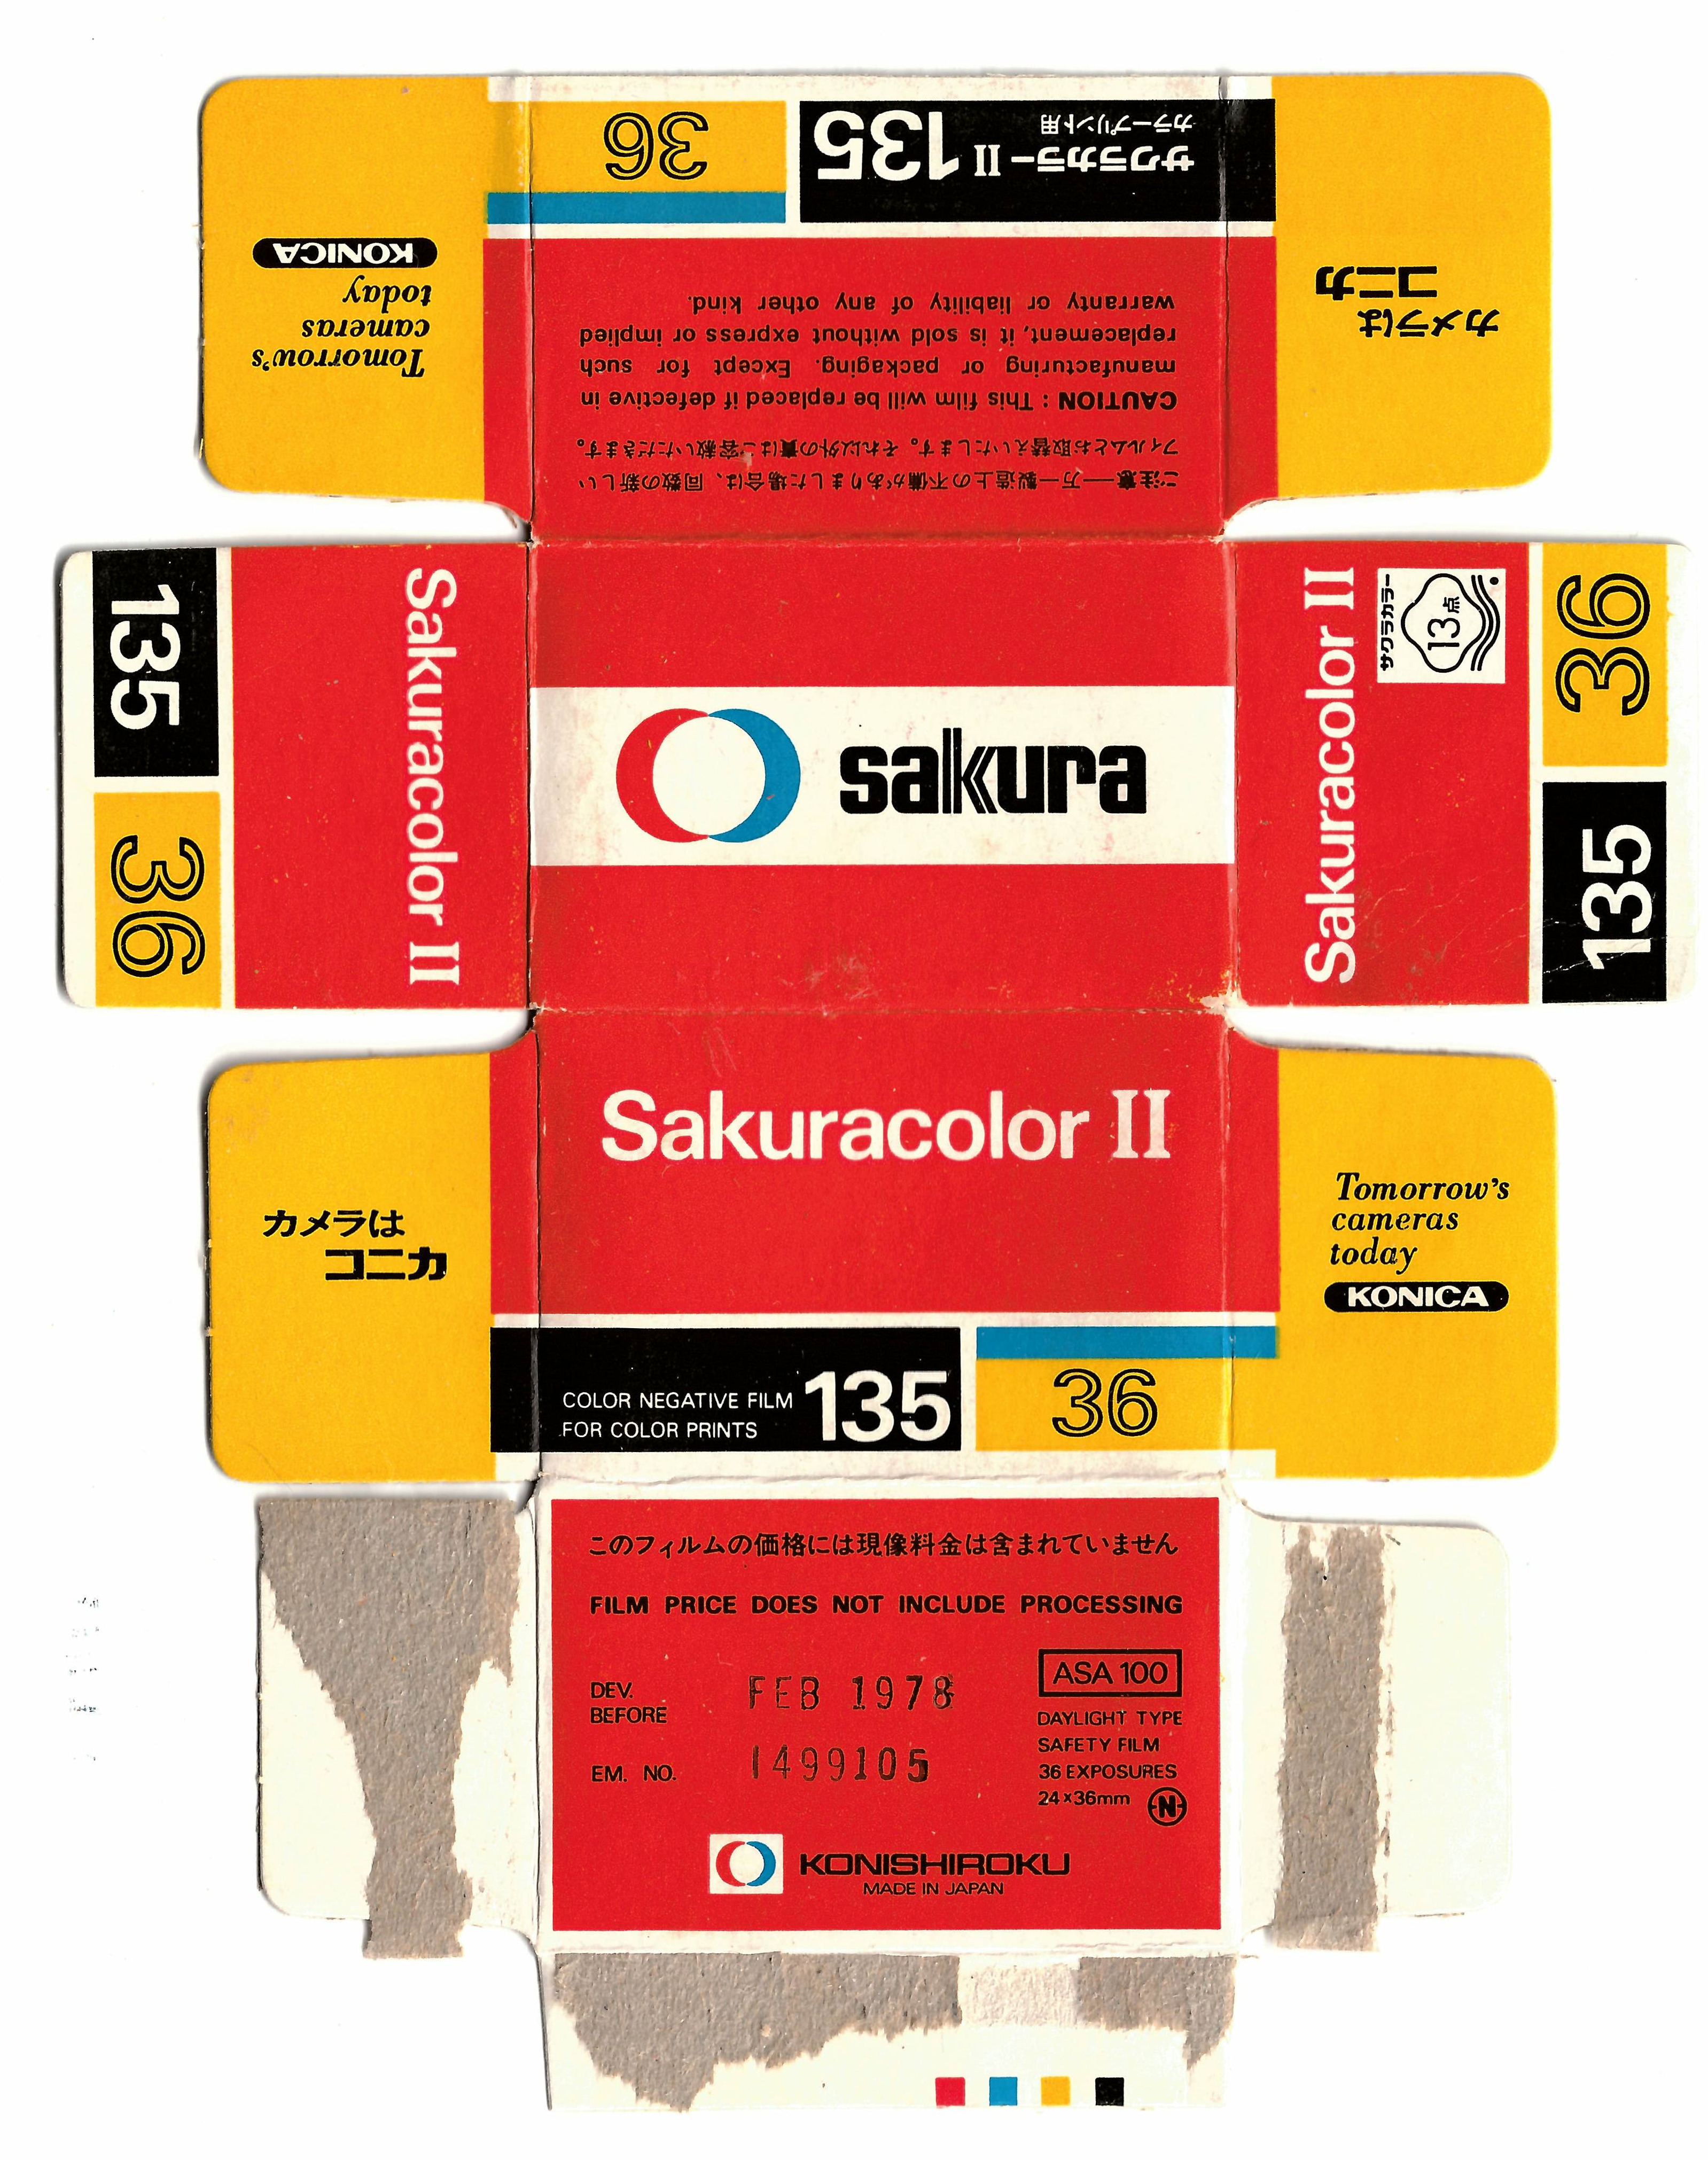 サクラカラーII 135
カラープリント用
36
ご注意——万一製造上の不備がありました場合は、同数の新しい
フィルムとお取替えいたします。それ以外の責はご容赦いただきます。
CAUTION : This film will be replaced if defective in
manufacturing or packaging. Except for such
replacement, it is sold without express or implied
warranty or liability of any other kind.
Tomorrow's
cameras
today
KONICA
カメラは
コニカ
135
36
Sakuracolor II
sakura
Sakuracolor II
サクラカラー
13点
36
135
Sakuracolor II
カメラは
コニカ
Tomorrow's
cameras
today
KONICA
COLOR NEGATIVE FILM
FOR COLOR PRINTS
135
36
このフィルムの価格には現像料金は含まれていません
FILM PRICE DOES NOT INCLUDE PROCESSING
DEV.
BEFORE
FEB 1978
EM. NO.
1499105
ASA 100
DAYLIGHT TYPE
SAFETY FILM
36 EXPOSURES
24×36mm
N
KONISHIROKU
MADE IN JAPAN